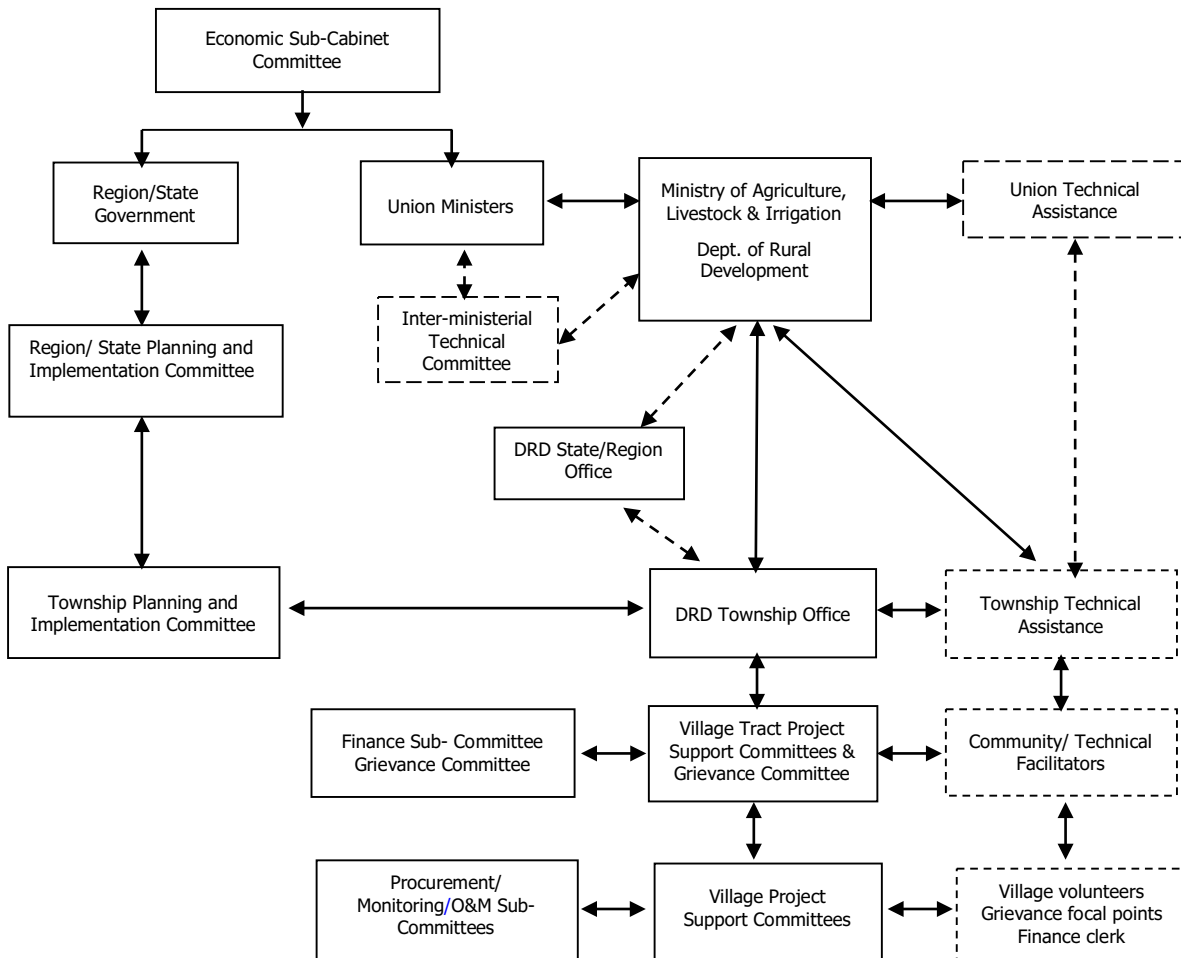 Economic Sub-Cabinet
Committee
Region/State
Government
Union Ministers
Ministry of Agriculture,
Livestock & Irrigation
Dept. of Rural
Development
Union Technical
Assistance
Inter-ministerial
Technical
Committee
Region/ State Planning and
Implementation Committee
DRD State/Region
Office
Township Planning and
Implementation Committee
DRD Township Office
Township Technical
Assistance
Finance Sub- Committee
Grievance Committee
Village Tract Project
Support Committees &
Grievance Committee
Community/ Technical
Facilitators
Procurement/
Monitoring/O&M Sub-
Committees
Village Project
Support Committees
Village volunteers
Grievance focal points
Finance clerk